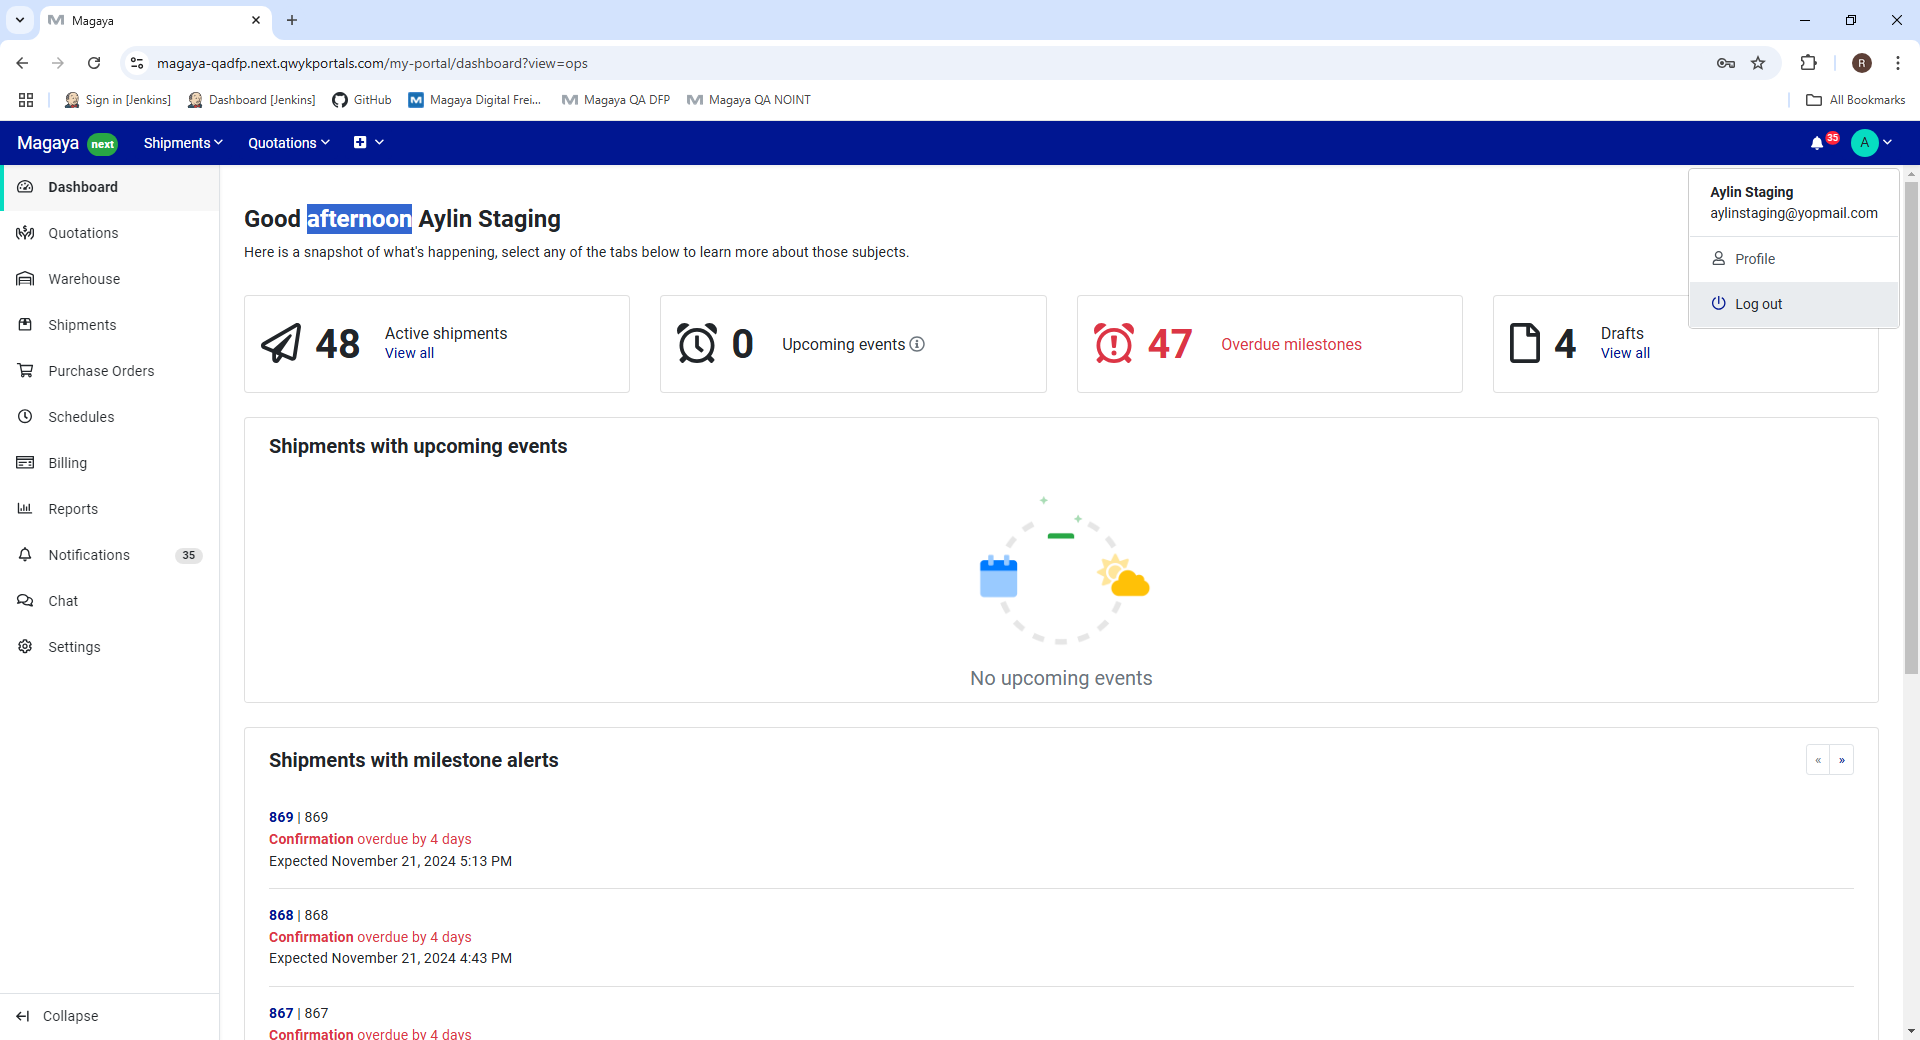 Magaya
magaya-qadfp.next.qwykportals.com/my-portal/dashboard?view=ops
R
Sign in [Jenkins]
Dashboard [Jenkins]
GitHub
Magaya Digital Frei...
Magaya QA DFP
Magaya QA NOINT
All Bookmarks
Magaya next
Shipments
Quotations
35
A
Aylin Staging
aylinstaging@yopmail.com
Profile
Log out
Dashboard
Quotations
Warehouse
Shipments
Purchase Orders
Schedules
Billing
Reports
Notifications 35
Chat
Settings
Collapse
Good afternoon Aylin Staging
Here is a snapshot of what's happening, select any of the tabs below to learn more about those subjects.
48 Active shipments
View all
0 Upcoming events
47 Overdue milestones
4 Drafts
View all
Shipments with upcoming events
No upcoming events
Shipments with milestone alerts
« »
869 | 869
Confirmation overdue by 4 days
Expected November 21, 2024 5:13 PM
868 | 868
Confirmation overdue by 4 days
Expected November 21, 2024 4:43 PM
867 | 867
Confirmation overdue by 4 days